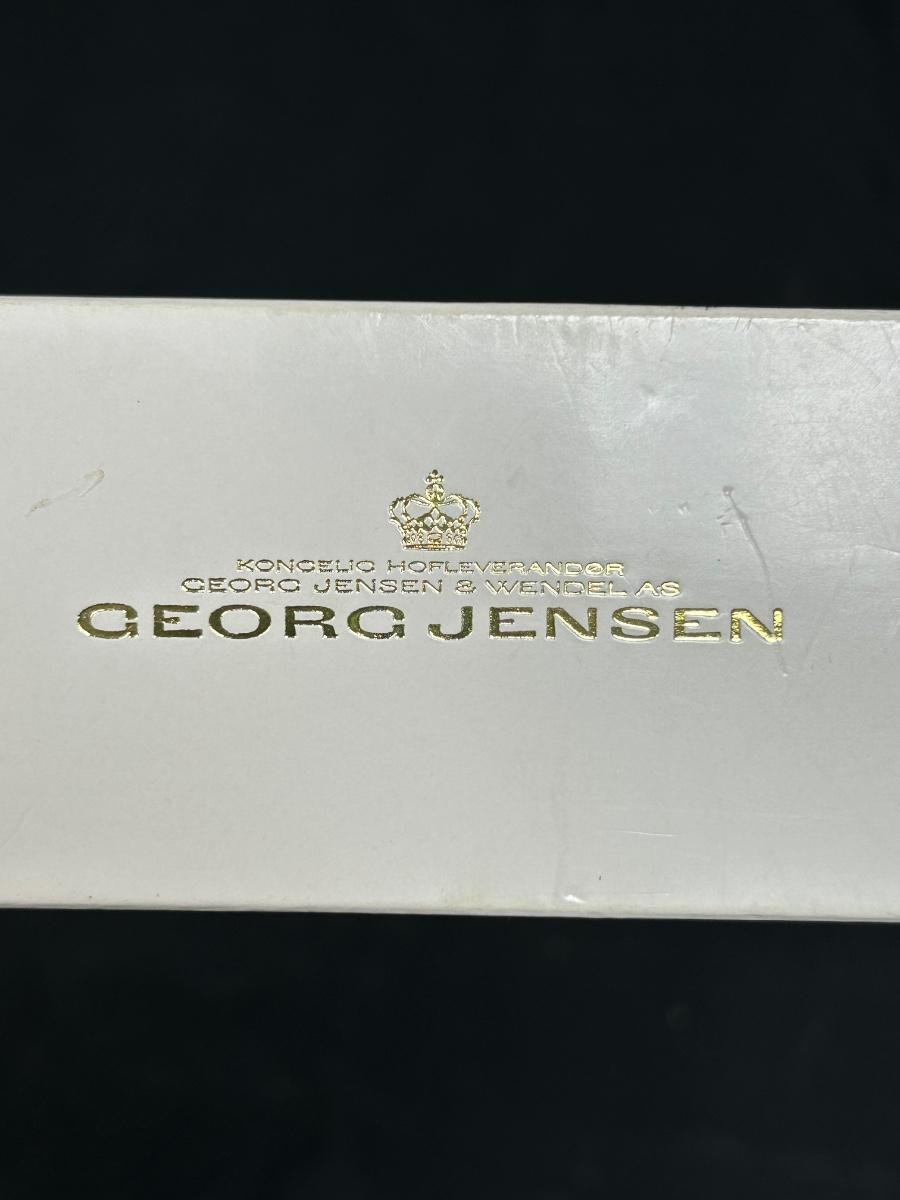 KONGELIG HOFLEVERANDØR
GEORG JENSEN & WENDEL AS
GEORG JENSEN